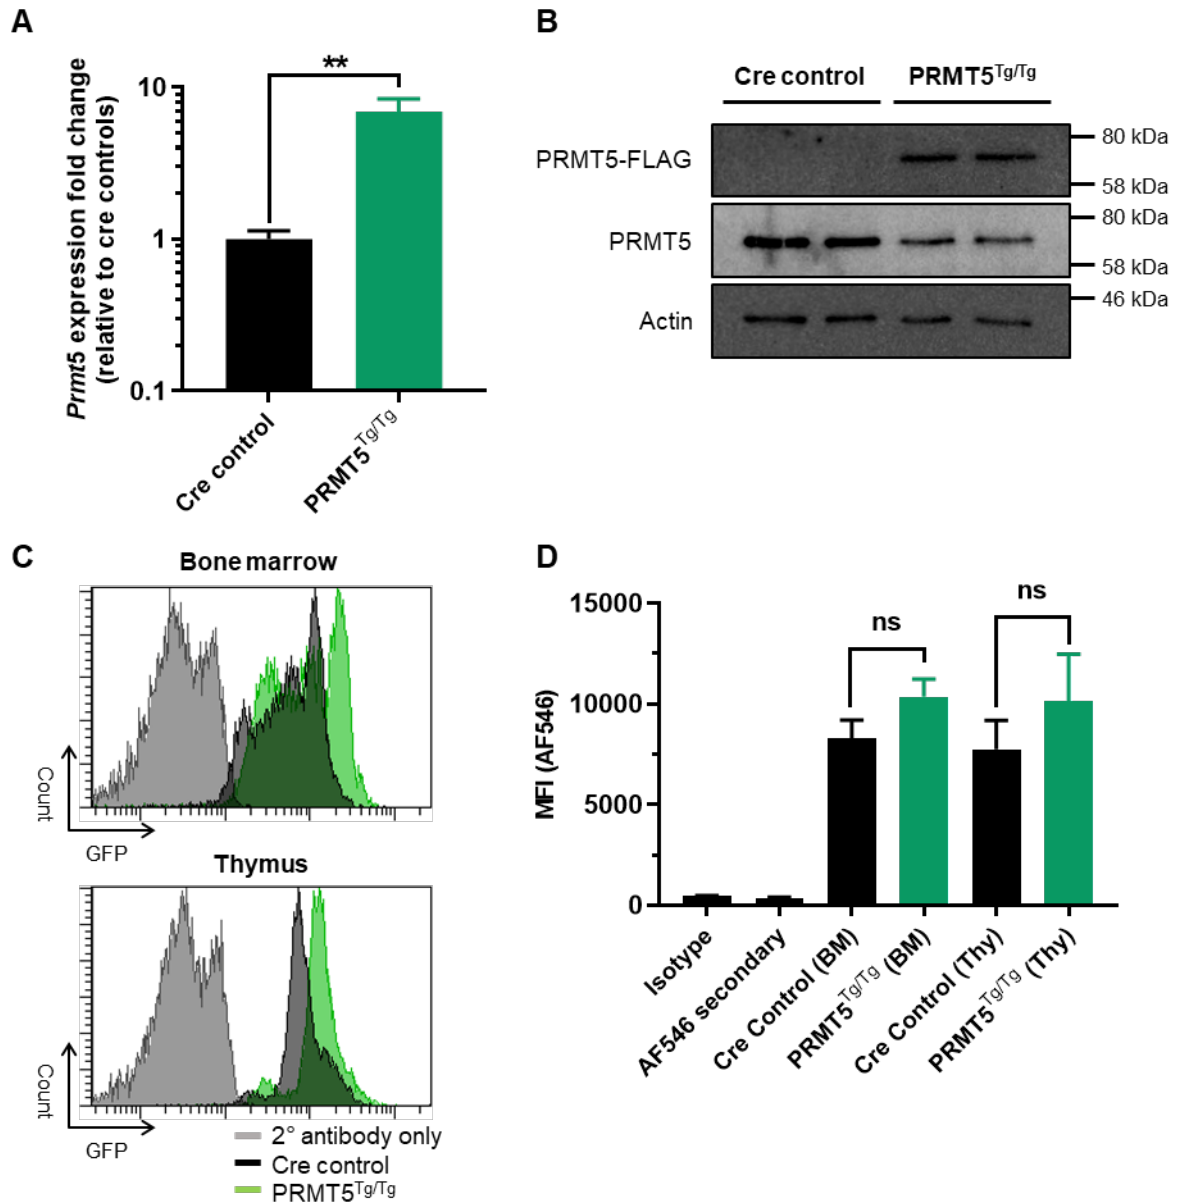 A
Prmt5 expression fold change
(relative to cre controls)
10
1
0.1
**
Cre control
PRMT5Tg/Tg
B
Cre control
PRMT5Tg/Tg
PRMT5-FLAG
80 kDa
58 kDa
PRMT5
80 kDa
58 kDa
Actin
46 kDa
C
Bone marrow
Count
GFP
Thymus
Count
GFP
2° antibody only
Cre control
PRMT5Tg/Tg
D
MFI (AF546)
15000
10000
5000
0
ns
ns
Isotype
AF546 secondary
Cre Control (BM)
PRMT5Tg/Tg (BM)
Cre Control (Thy)
PRMT5Tg/Tg (Thy)